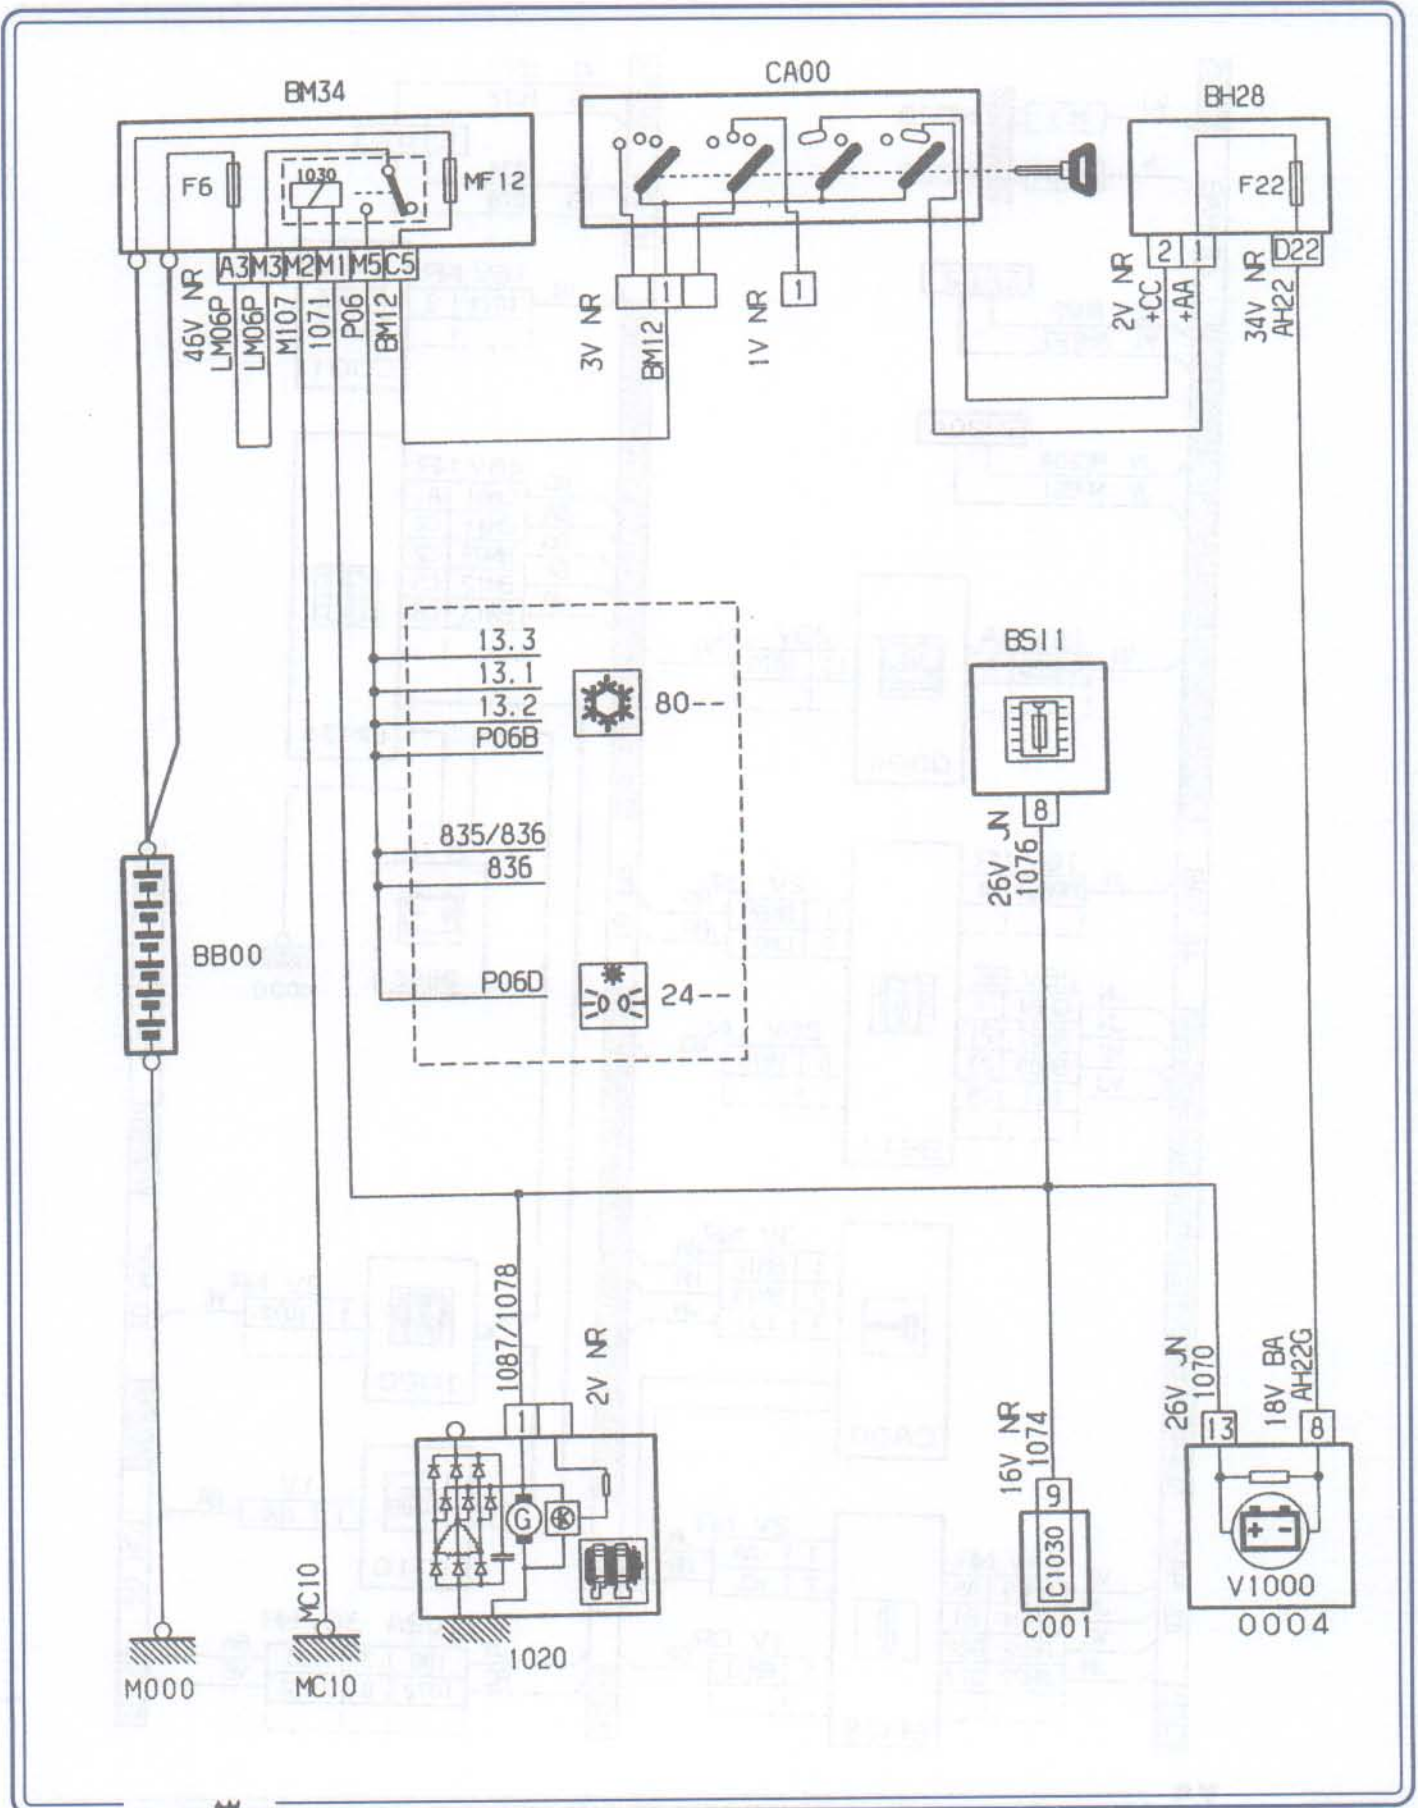 BM34
CA00
BH28
F6
1030
MF12
F22
A3 M3 M2 M1 M5 C5
46V NR
LM06P
LM06P
M107
1071
P06
BM12
3V NR
1
BM12
1V NR
1
2 1
2V NR
+CC
+AA
D22
34V NR
AH22
13.3
13.1
13.2
P06B
80--
835/836
836
P06D
24--
BB00
BSI1
8
26V JN
1076
1087/1078
2V NR
1
G
1020
16V NR
1074
9
C1030
C001
26V JN
1070
13
18V BA
AH22G
8
+ -
V1000
0004
M000
MC10
MC10